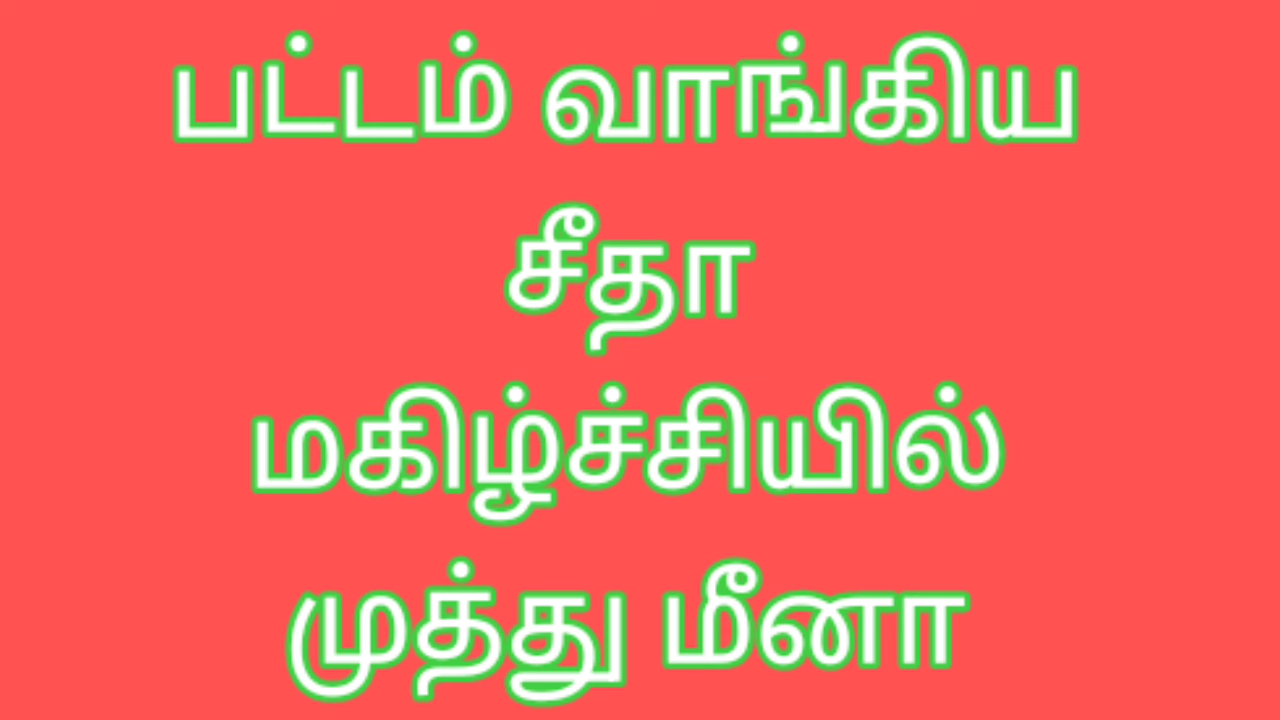 பட்டம் வாங்கிய
சீதா
மகிழ்ச்சியில்
முத்து மீனா